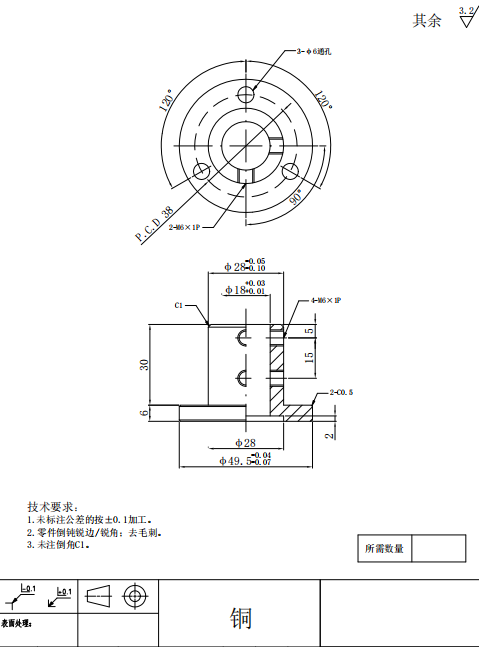 其余 3.2
3-φ6通孔
120°
120°
90°
P.C.D 38
2-M6×1P
φ28 -0.05 -0.10
φ18 +0.03 +0.01
C1
4-M6×1P
5
30
15
2-C0.5
6
2
φ28
φ49.5 -0.04 -0.07
技术要求:
1.未标注公差的按±0.1加工。
2.零件倒钝锐边/锐角; 去毛刺。
3.未注倒角C1。
所需数量
-0.1 +0.1
表面处理:
铜